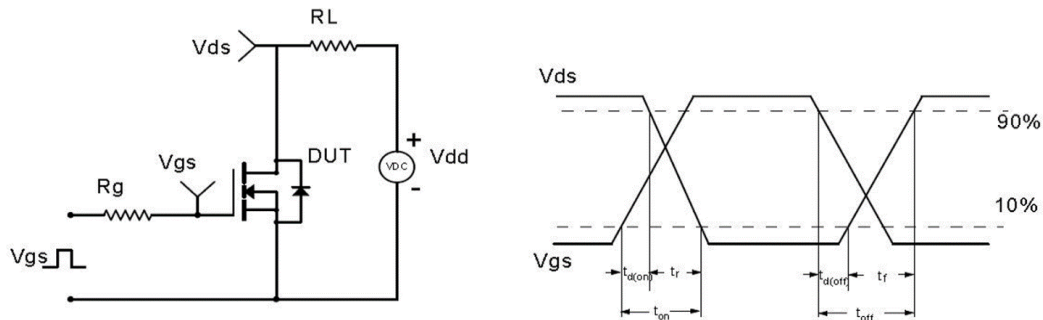 RL
Vds
+
VDC
Vdd
-
DUT
Vgs
Rg
Vgs
Vds
90%
10%
Vgs
td(on)
tr
td(off)
tf
ton
toff